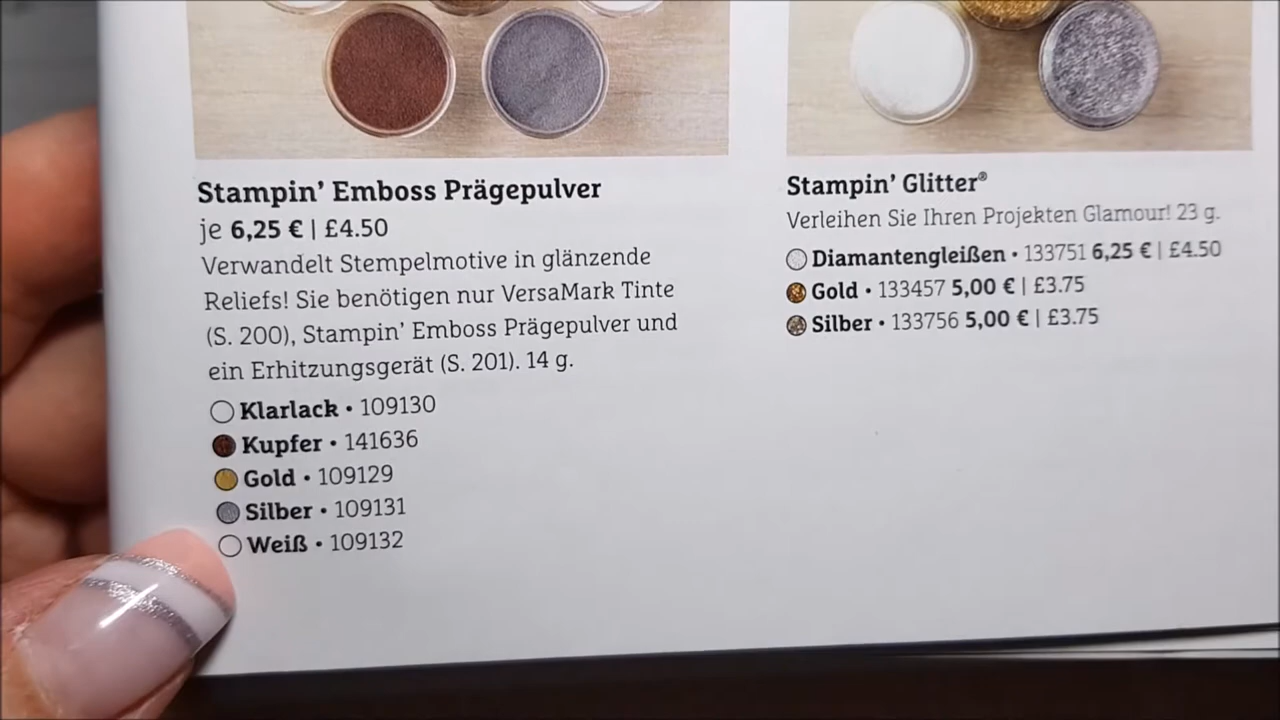 Stampin' Emboss Prägepulver
je 6,25 € | £4.50
Verwandelt Stempelmotive in glänzende
Reliefs! Sie benötigen nur VersaMark Tinte
(S. 200), Stampin' Emboss Prägepulver und
ein Erhitzungsgerät (S. 201). 14 g.
Klarlack • 109130
Kupfer • 141636
Gold • 109129
Silber • 109131
Weiß • 109132
Stampin' Glitter®
Verleihen Sie Ihren Projekten Glamour! 23 g.
Diamantengleißen • 133751 6,25 € | £4.50
Gold • 133457 5,00 € | £3.75
Silber • 133756 5,00 € | £3.75